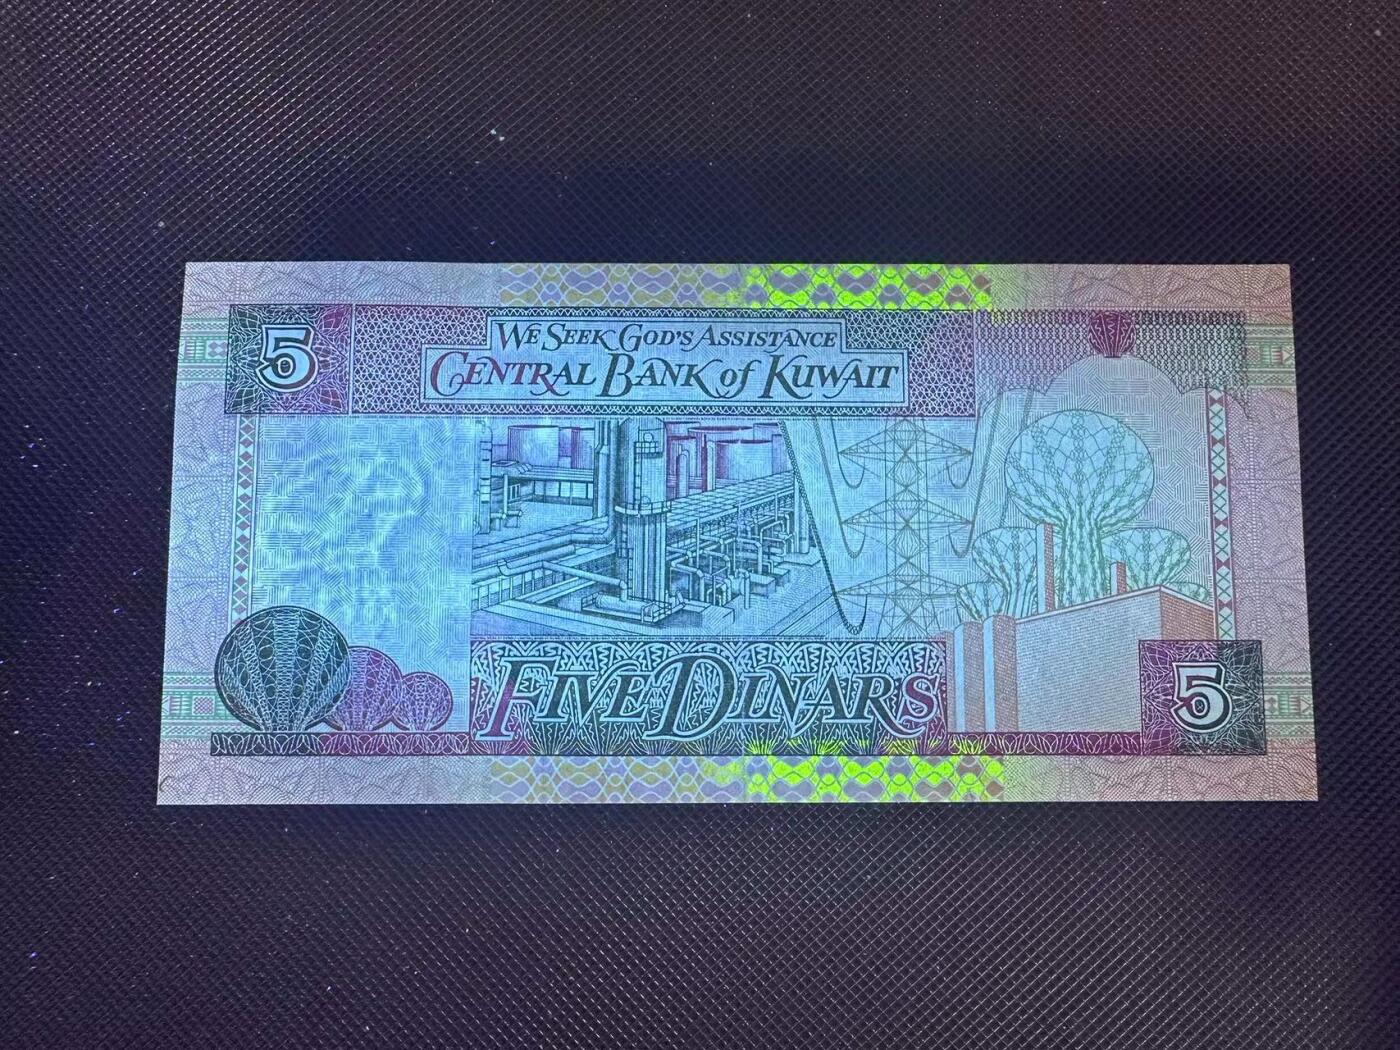 5
WE SEEK GOD'S ASSISTANCE
CENTRAL BANK of KUWAIT
FIVE DINARS
5